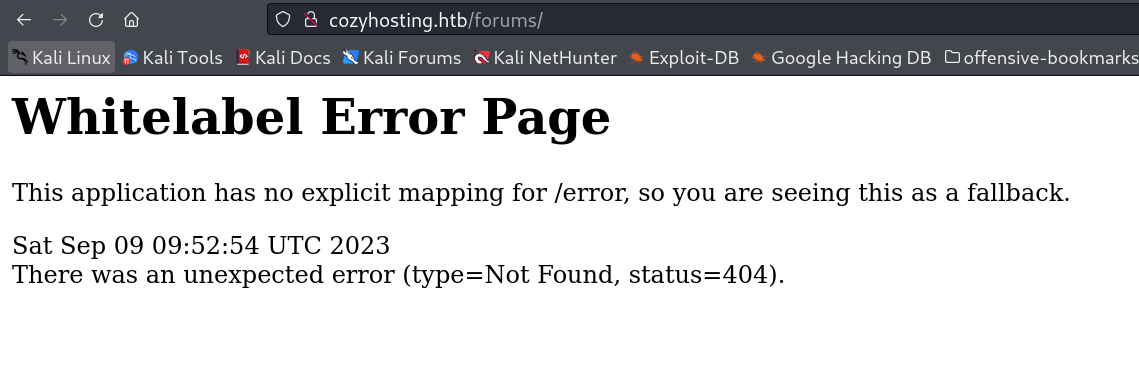 cozyhosting.htb/forums/
Kali Linux Kali Tools Kali Docs Kali Forums Kali NetHunter Exploit-DB Google Hacking DB offensive-bookmarks
Whitelabel Error Page
This application has no explicit mapping for /error, so you are seeing this as a fallback.
Sat Sep 09 09:52:54 UTC 2023
There was an unexpected error (type=Not Found, status=404).